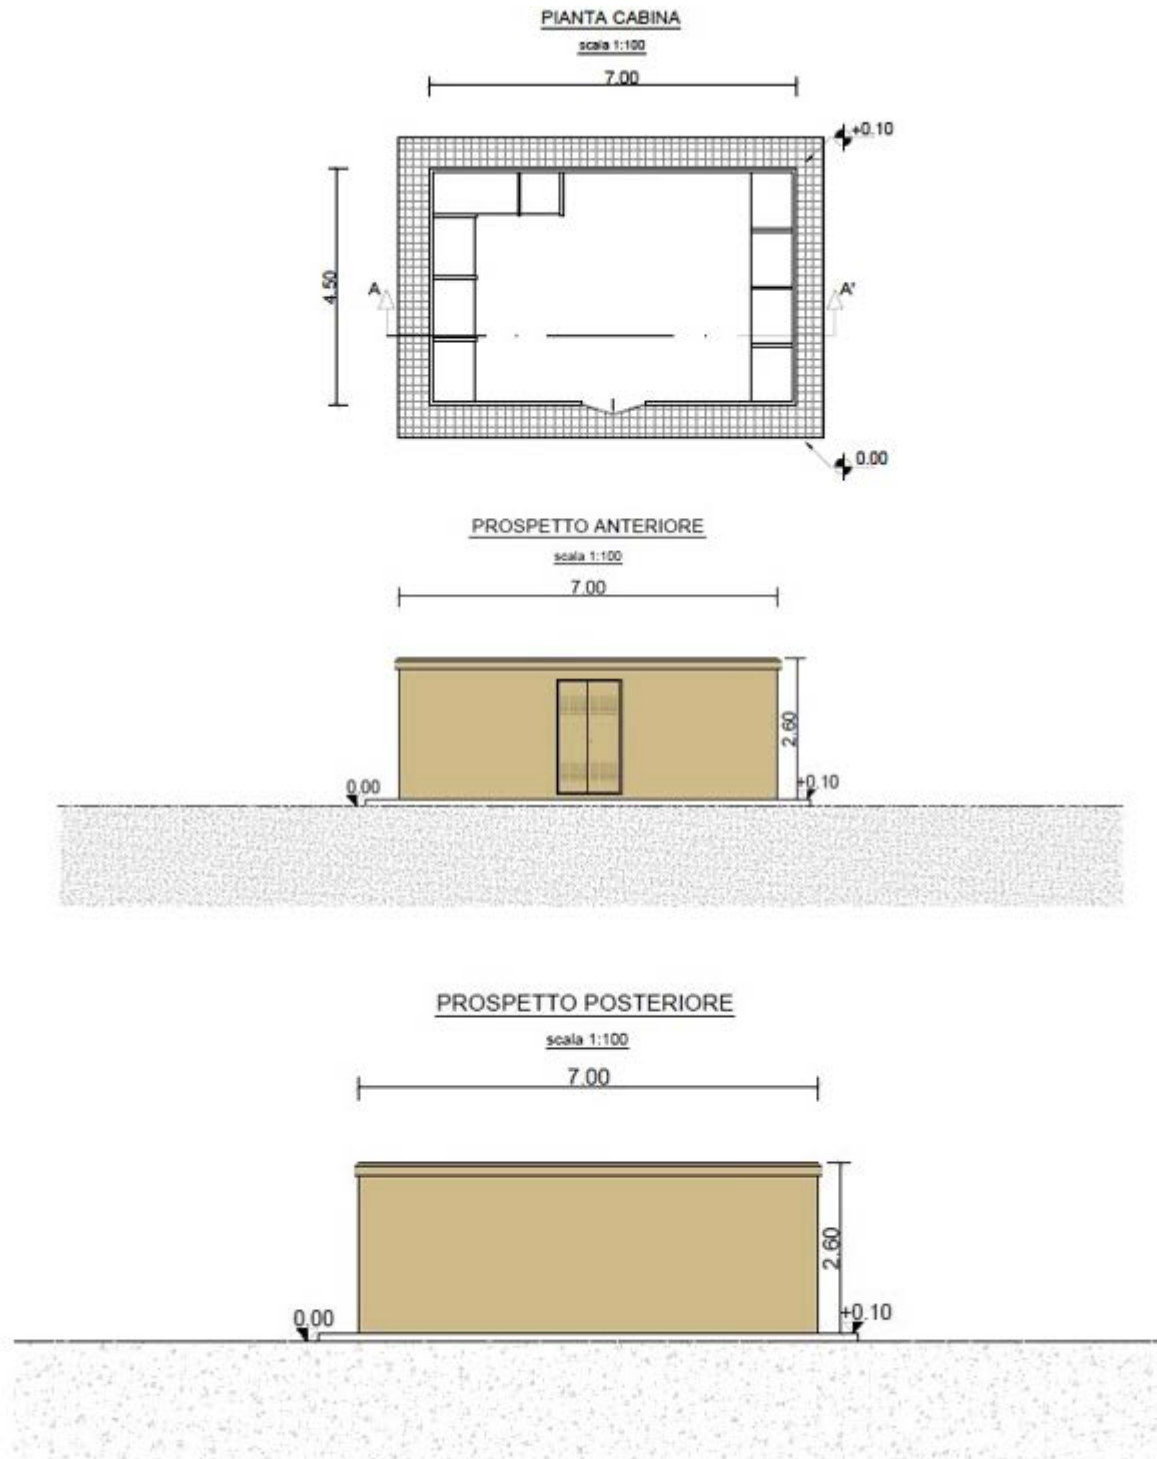 PIANTA CABINA
scala 1:100
7.00
+0.10
4.50
A A'
0.00
PROSPETTO ANTERIORE
scala 1:100
7.00
2.60
0.00 +0.10
PROSPETTO POSTERIORE
scala 1:100
7.00
2.60
0.00 +0.10